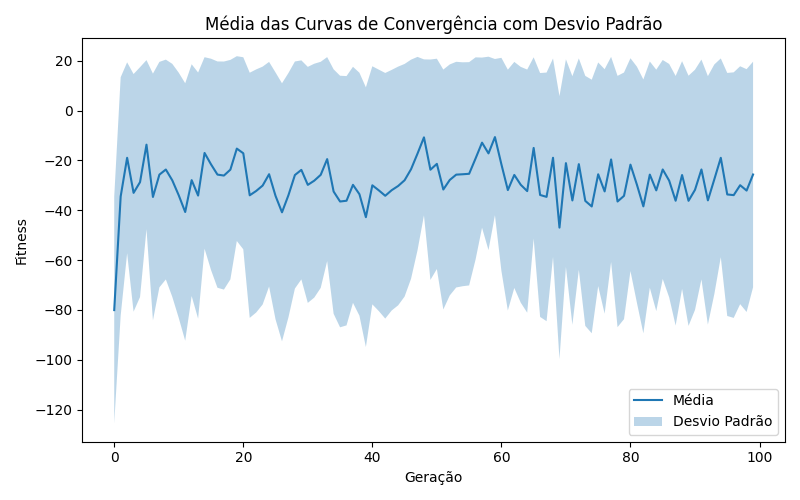 Média das Curvas de Convergência com Desvio Padrão
Fitness
20
0
−20
−40
−60
−80
−100
−120
0 20 40 60 80 100
Geração
Média
Desvio Padrão